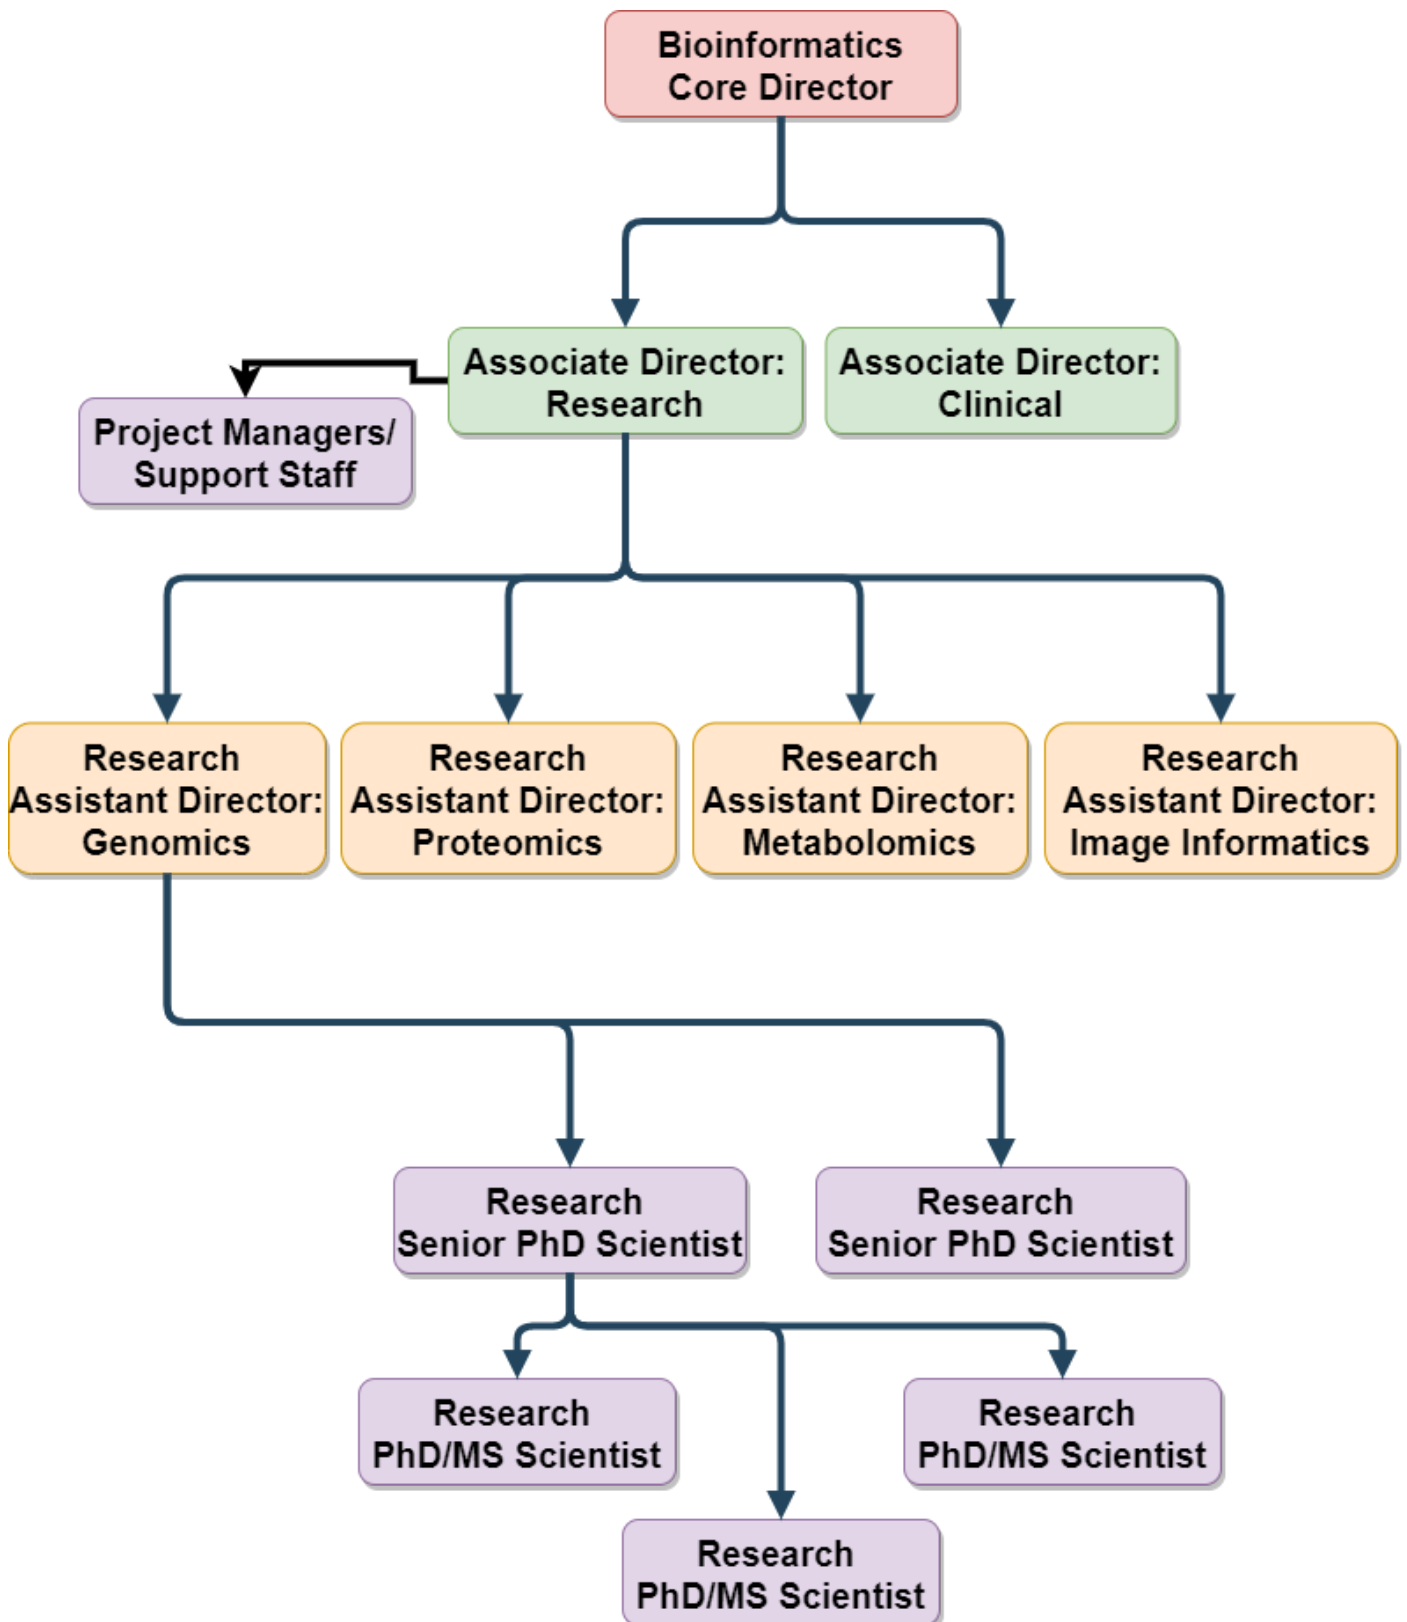 Bioinformatics
Core Director
Associate Director:
Research
Associate Director:
Clinical
Project Managers/
Support Staff
Research
Assistant Director:
Genomics
Research
Assistant Director:
Proteomics
Research
Assistant Director:
Metabolomics
Research
Assistant Director:
Image Informatics
Research
Senior PhD Scientist
Research
Senior PhD Scientist
Research
PhD/MS Scientist
Research
PhD/MS Scientist
Research
PhD/MS Scientist